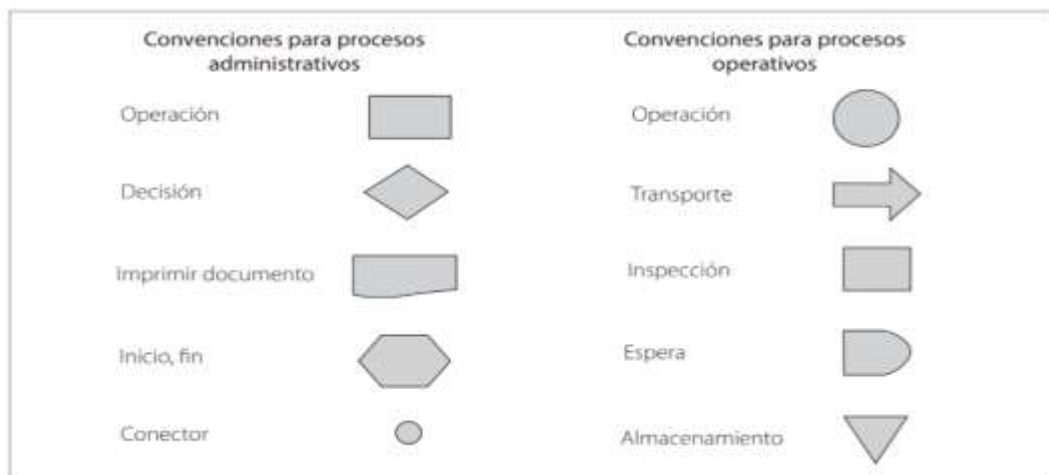 Convenciones para procesos
administrativos
Operación
Decisión
Imprimir documento
Inicio, fin
Conector
Convenciones para procesos
operativos
Operación
Transporte
Inspección
Espera
Almacenamiento